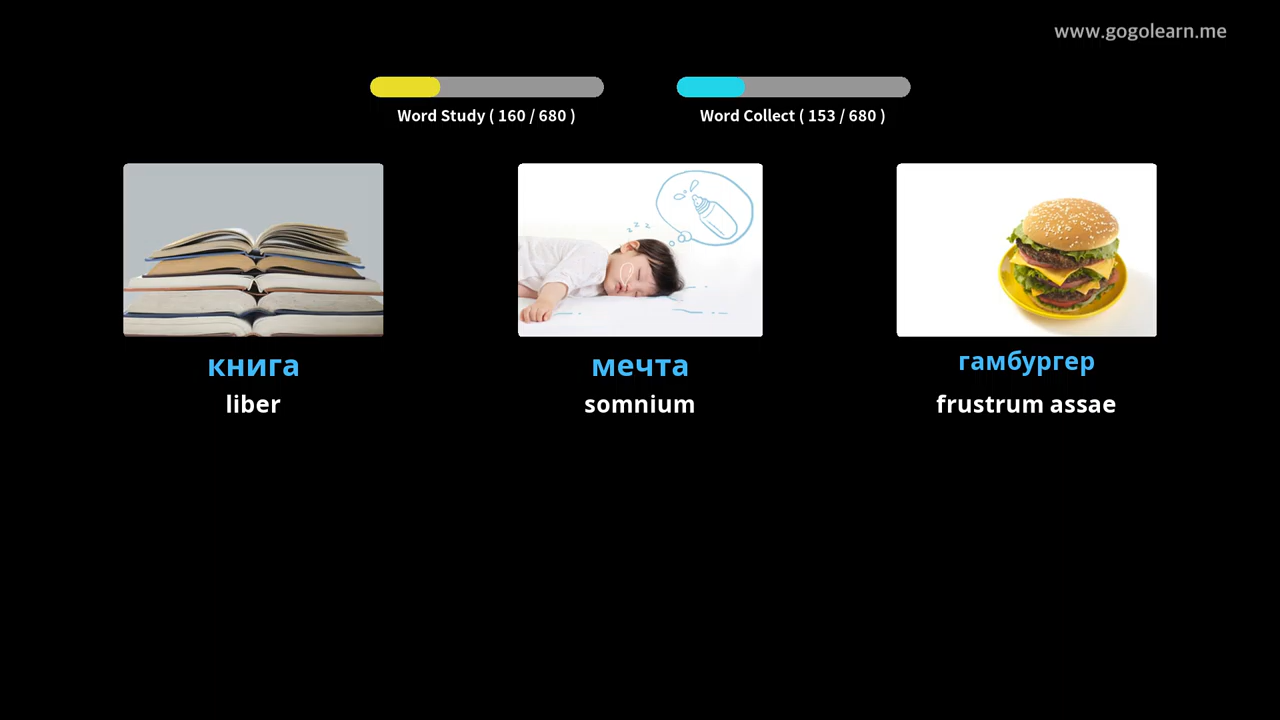 www.gogolearn.me
Word Study ( 160 / 680 )
Word Collect ( 153 / 680 )
книга
мечта
гамбургер
liber
somnium
frustrum assae